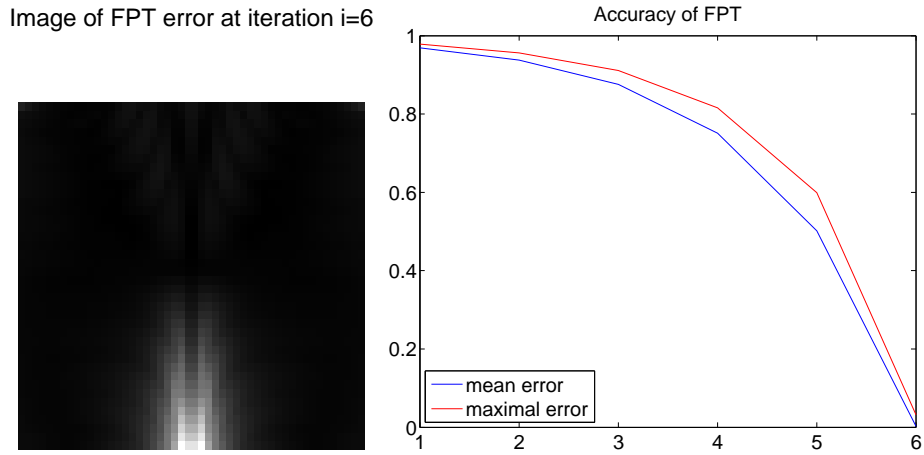 Image of FPT error at iteration i=6
Accuracy of FPT
1
0.8
0.6
0.4
0.2
0
mean error
maximal error
1 2 3 4 5 6